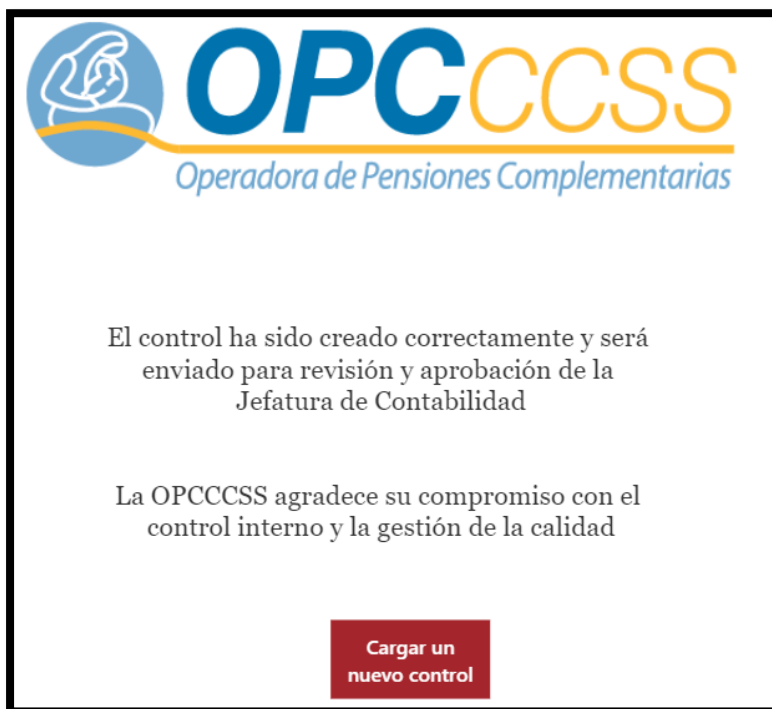 OPCCCSS
Operadora de Pensiones Complementarias
El control ha sido creado correctamente y será
enviado para revisión y aprobación de la
Jefatura de Contabilidad
La OPCCCSS agradece su compromiso con el
control interno y la gestión de la calidad
Cargar un
nuevo control